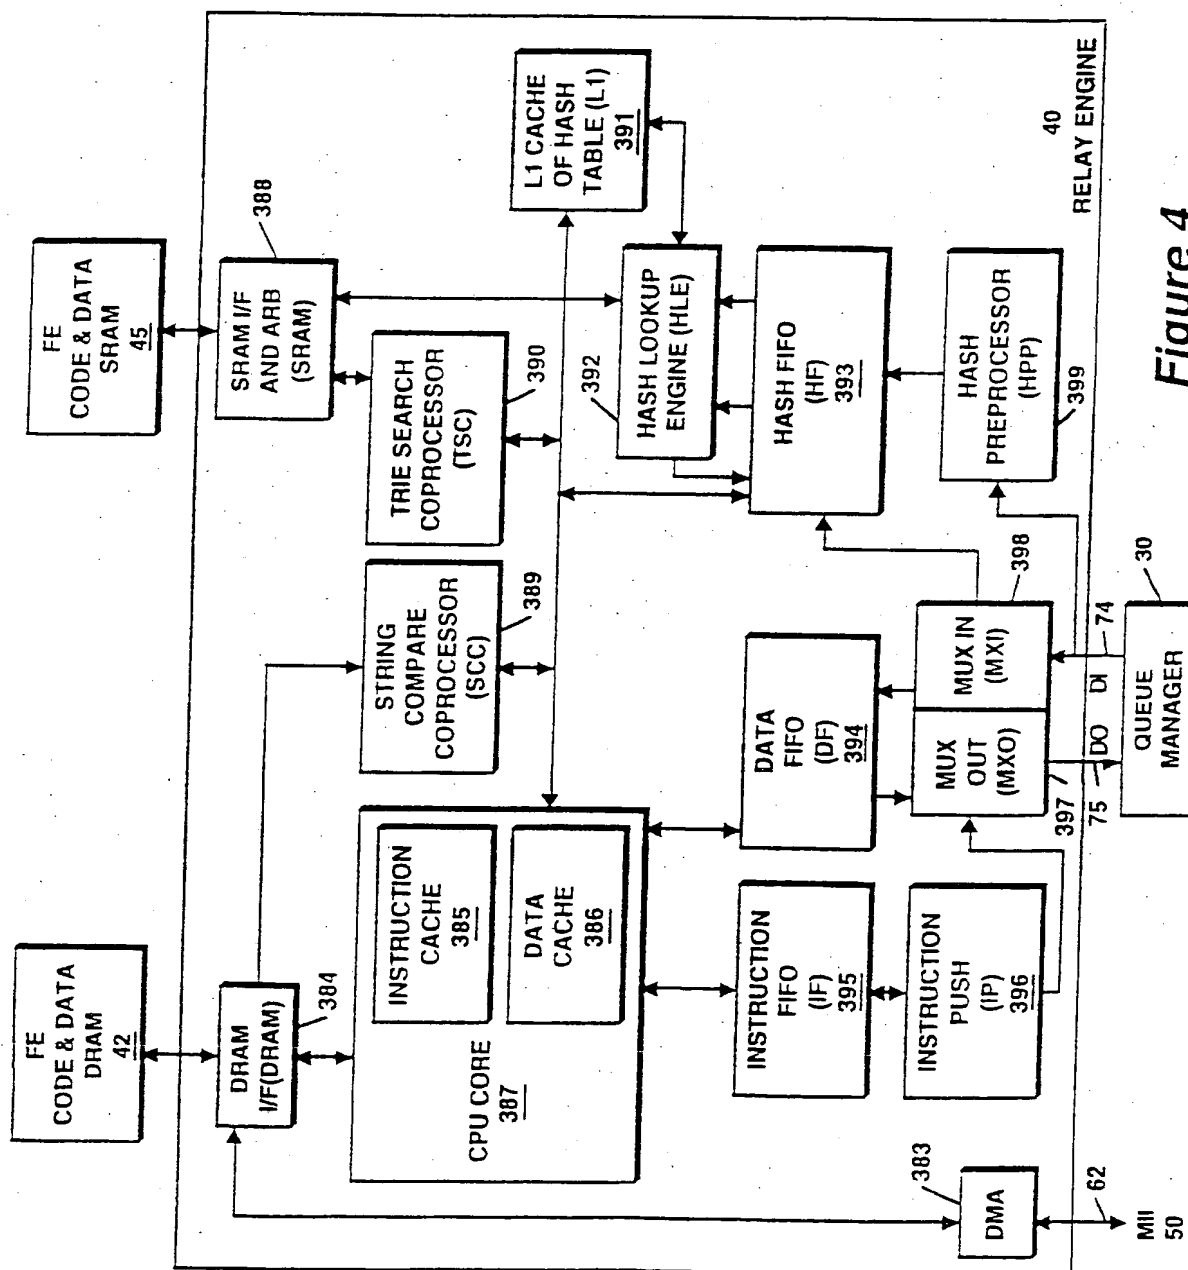 FE
CODE & DATA
DRAM
42
FE
CODE & DATA
SRAM
45
DRAM
I/F(DRAM)
384
SRAM I/F
AND ARB
(SRAM)
388
INSTRUCTION
CACHE
385
DATA
CACHE
386
CPU CORE
387
STRING
COMPARE
COPROCESSOR
(SCC)
389
TRIE SEARCH
COPROCESSOR
(TSC)
390
L1 CACHE
OF HASH
TABLE (L1)
391
392
HASH LOOKUP
ENGINE (HLE)
INSTRUCTION
FIFO
(IF)
395
DATA
FIFO
(DF)
394
HASH FIFO
(HF)
393
383
DMA
INSTRUCTION
PUSH
(IP)
396
MUX
OUT
(MXO)
397
MUX IN
(MXI)
398
HASH
PREPROCESSOR
(HPP)
399
40
RELAY ENGINE
62
MII
50
75
DO
DI
74
QUEUE
MANAGER
30
Figure 4